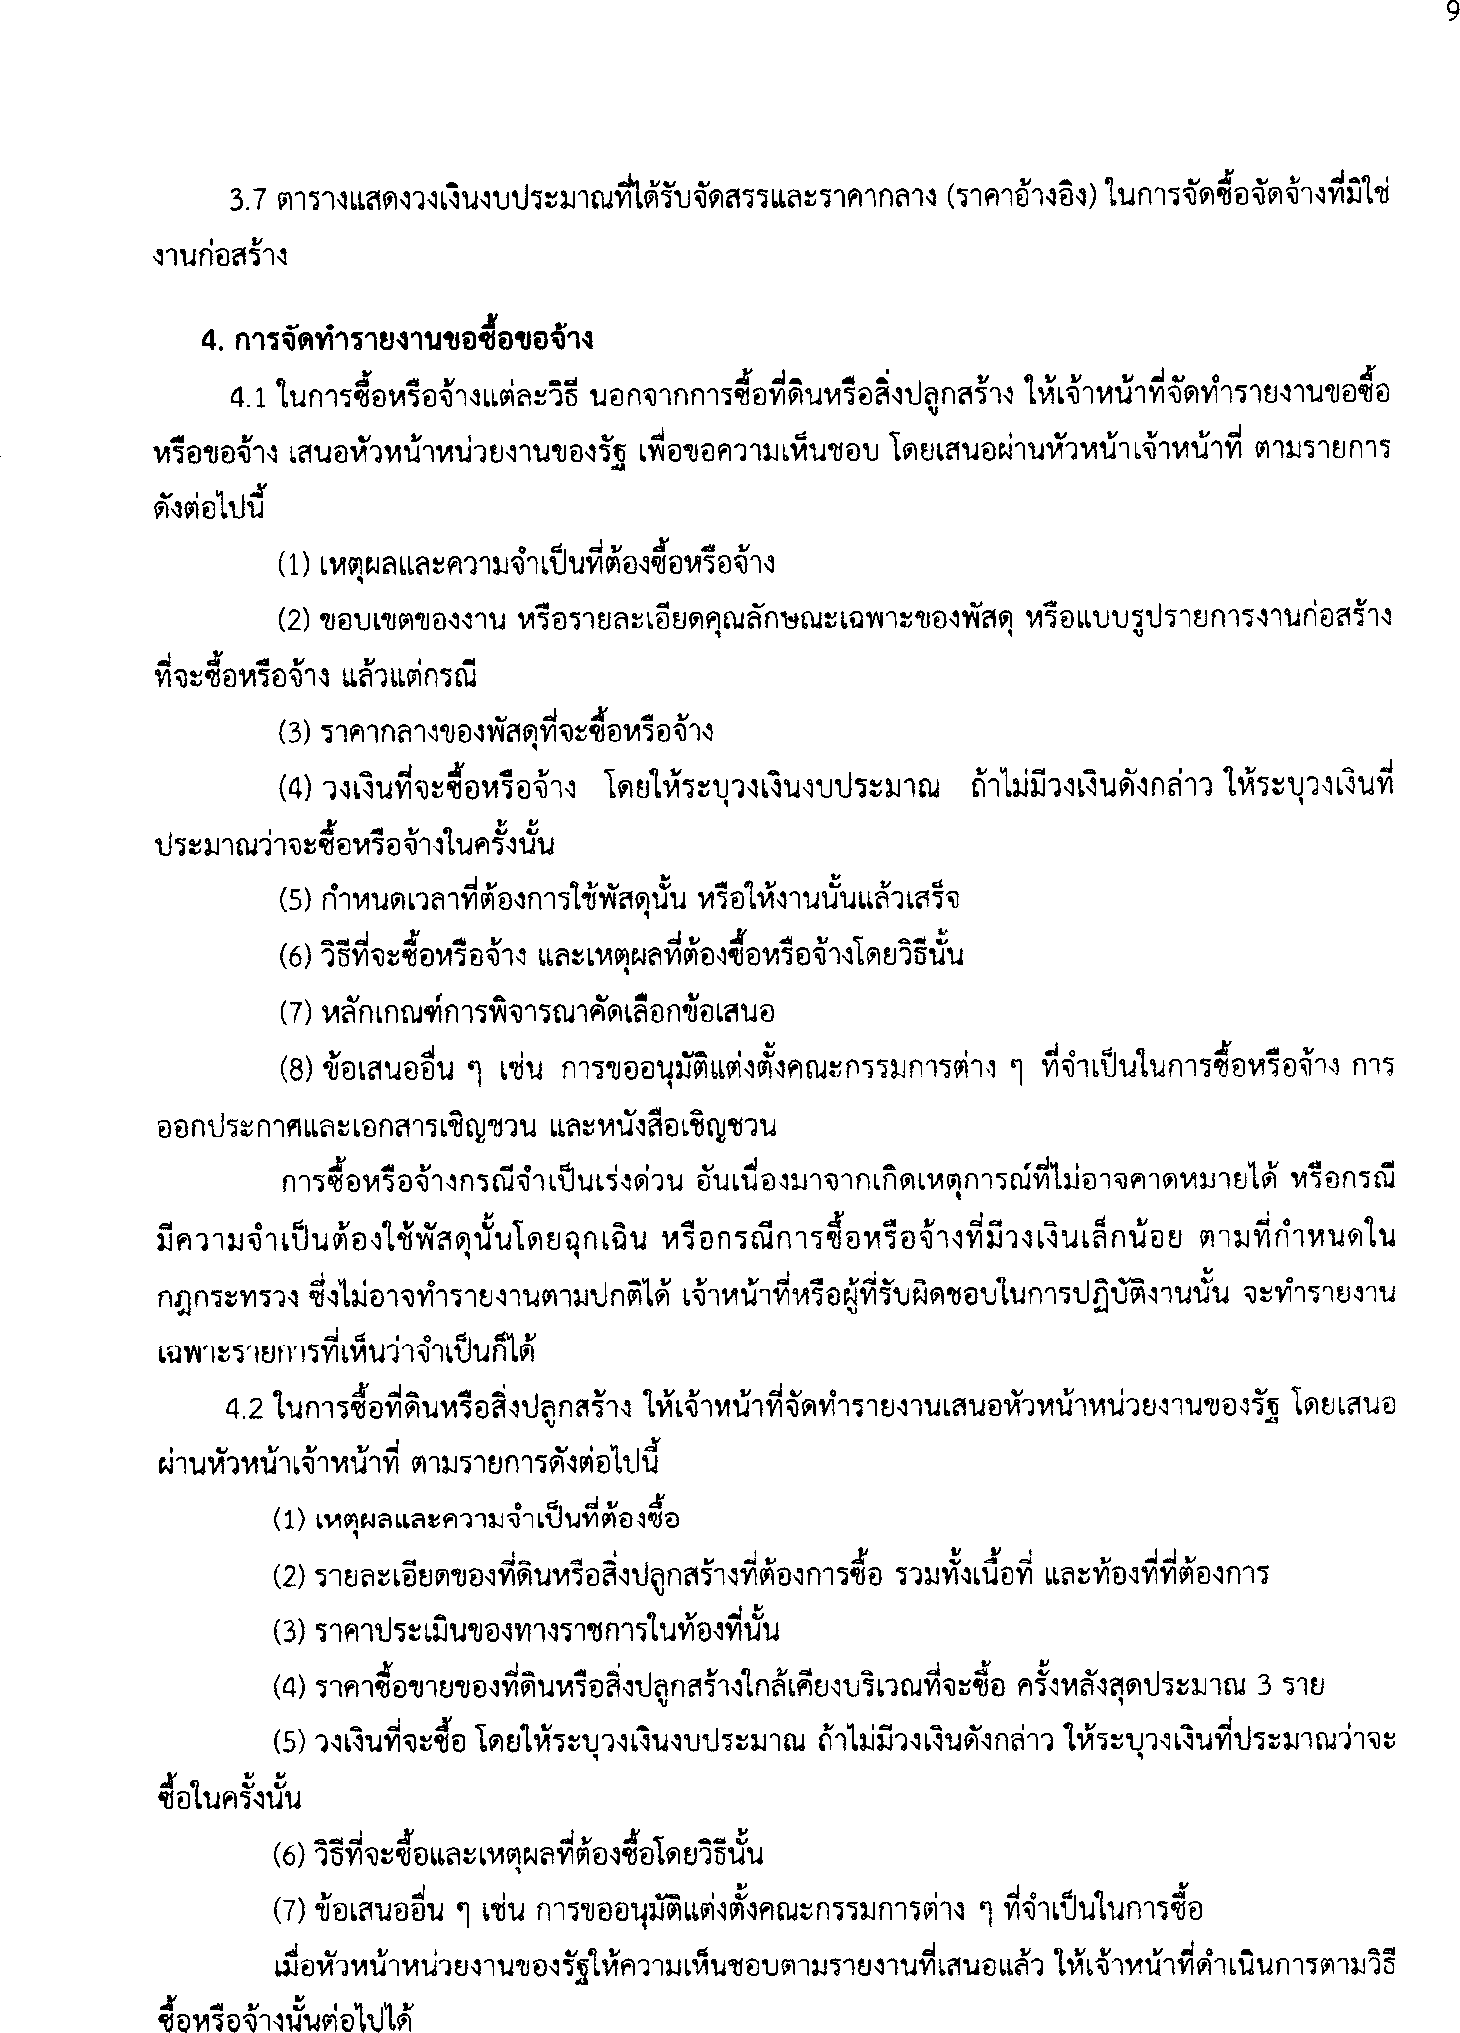 9
3.7 ตารางแสดงวงเงินงบประมาณที่ได้รับจัดสรรและราคากลาง (ราคาอ้างอิง) ในการจัดซื้อจัดจ้างที่มิใช่
งานก่อสร้าง
4. การจัดทำรายงานขอซื้อขอจ้าง
4.1 ในการซื้อหรือจ้างแต่ละวิธี นอกจากการซื้อที่ดินหรือสิ่งปลูกสร้าง ให้เจ้าหน้าที่จัดทำรายงานขอซื้อ
หรือขอจ้าง เสนอหัวหน้าหน่วยงานของรัฐ เพื่อขอความเห็นชอบ โดยเสนอผ่านหัวหน้าเจ้าหน้าที่ ตามรายการ
ดังต่อไปนี้
(1) เหตุผลและความจำเป็นที่ต้องซื้อหรือจ้าง
(2) ขอบเขตของงาน หรือรายละเอียดคุณลักษณะเฉพาะของพัสดุ หรือแบบรูปรายการงานก่อสร้าง
ที่จะซื้อหรือจ้าง แล้วแต่กรณี
(3) ราคากลางของพัสดุที่จะซื้อหรือจ้าง
(4) วงเงินที่จะซื้อหรือจ้าง โดยให้ระบุวงเงินงบประมาณ ถ้าไม่มีวงเงินดังกล่าว ให้ระบุวงเงินที่
ประมาณว่าจะซื้อหรือจ้างในครั้งนั้น
(5) กำหนดเวลาที่ต้องการใช้พัสดุนั้น หรือให้งานนั้นแล้วเสร็จ
(6) วิธีที่จะซื้อหรือจ้าง และเหตุผลที่ต้องซื้อหรือจ้างโดยวิธีนั้น
(7) หลักเกณฑ์การพิจารณาคัดเลือกข้อเสนอ
(8) ข้อเสนออื่น ๆ เช่น การขออนุมัติแต่งตั้งคณะกรรมการต่าง ๆ ที่จำเป็นในการซื้อหรือจ้าง การ
ออกประกาศและเอกสารเชิญชวน และหนังสือเชิญชวน
การซื้อหรือจ้างกรณีจำเป็นเร่งด่วน อันเนื่องมาจากเกิดเหตุการณ์ที่ไม่อาจคาดหมายได้ หรือกรณี
มีความจำเป็นต้องใช้พัสดุนั้นโดยฉุกเฉิน หรือกรณีการซื้อหรือจ้างที่มีวงเงินเล็กน้อย ตามที่กำหนดใน
กฎกระทรวง ซึ่งไม่อาจทำรายงานตามปกติได้ เจ้าหน้าที่หรือผู้ที่รับผิดชอบในการปฏิบัติงานนั้น จะทำรายงาน
เฉพาะรายการที่เห็นว่าจำเป็นก็ได้
4.2 ในการซื้อที่ดินหรือสิ่งปลูกสร้าง ให้เจ้าหน้าที่จัดทำรายงานเสนอหัวหน้าหน่วยงานของรัฐ โดยเสนอ
ผ่านหัวหน้าเจ้าหน้าที่ ตามรายการดังต่อไปนี้
(1) เหตุผลและความจำเป็นที่ต้องซื้อ
(2) รายละเอียดของที่ดินหรือสิ่งปลูกสร้างที่ต้องการซื้อ รวมทั้งเนื้อที่ และท้องที่ที่ต้องการ
(3) ราคาประเมินของทางราชการในท้องที่นั้น
(4) ราคาซื้อขายของที่ดินหรือสิ่งปลูกสร้างใกล้เคียงบริเวณที่จะซื้อ ครั้งหลังสุดประมาณ 3 ราย
(5) วงเงินที่จะซื้อ โดยให้ระบุวงเงินงบประมาณ ถ้าไม่มีวงเงินดังกล่าว ให้ระบุวงเงินที่ประมาณว่าจะ
ซื้อในครั้งนั้น
(6) วิธีที่จะซื้อและเหตุผลที่ต้องซื้อโดยวิธีนั้น
(7) ข้อเสนออื่น ๆ เช่น การขออนุมัติแต่งตั้งคณะกรรมการต่าง ๆ ที่จำเป็นในการซื้อ
เมื่อหัวหน้าหน่วยงานของรัฐให้ความเห็นชอบตามรายงานที่เสนอแล้ว ให้เจ้าหน้าที่ดำเนินการตามวิธี
ซื้อหรือจ้างนั้นต่อไปได้